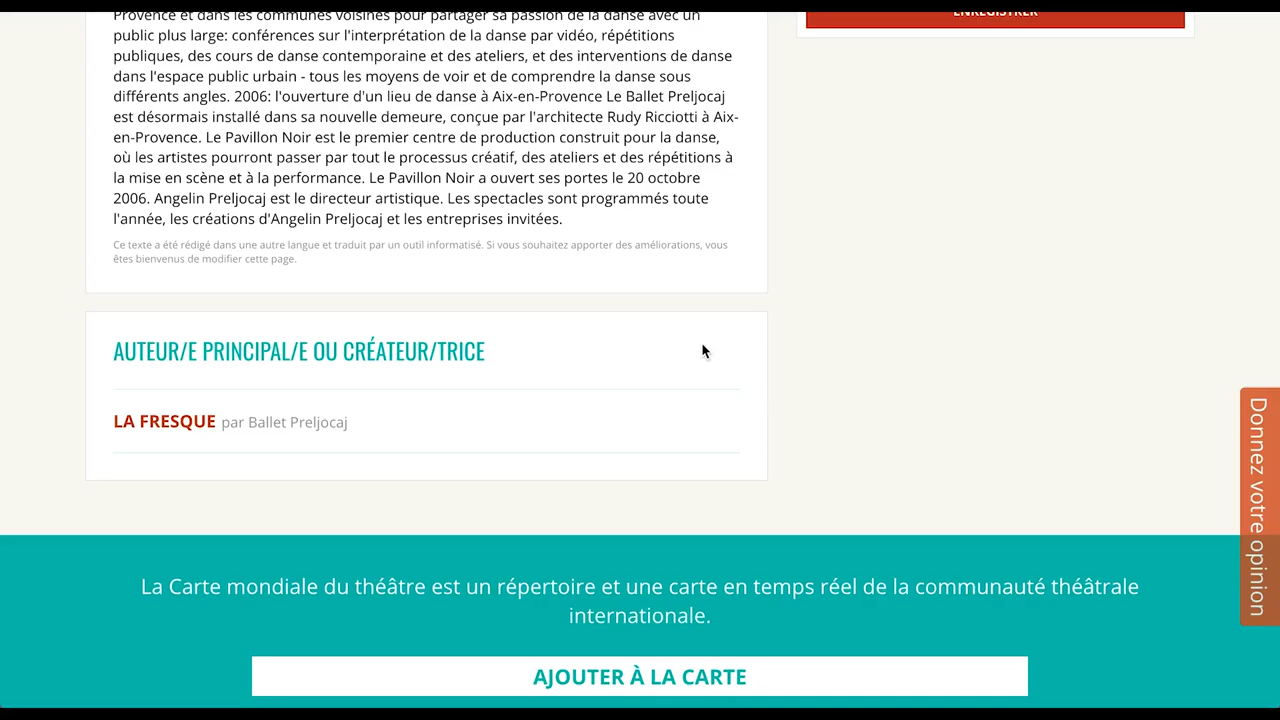 Provence et dans les communes voisines pour partager sa passion de la danse avec un
public plus large: conférences sur l'interprétation de la danse par vidéo, répétitions
publiques, des cours de danse contemporaine et des ateliers, et des interventions de danse
dans l'espace public urbain - tous les moyens de voir et de comprendre la danse sous
différents angles. 2006: l'ouverture d'un lieu de danse à Aix-en-Provence Le Ballet Preljocaj
est désormais installé dans sa nouvelle demeure, conçue par l'architecte Rudy Ricciotti à Aix-
en-Provence. Le Pavillon Noir est le premier centre de production construit pour la danse,
où les artistes pourront passer par tout le processus créatif, des ateliers et des répétitions à
la mise en scène et à la performance. Le Pavillon Noir a ouvert ses portes le 20 octobre
2006. Angelin Preljocaj est le directeur artistique. Les spectacles sont programmés toute
l'année, les créations d'Angelin Preljocaj et les entreprises invitées.
Ce texte a été rédigé dans une autre langue et traduit par un outil informatisé. Si vous souhaitez apporter des améliorations, vous
êtes bienvenus de modifier cette page.
ENREGISTRER
AUTEUR/E PRINCIPAL/E OU CRÉATEUR/TRICE
LA FRESQUE par Ballet Preljocaj
Donnez votre opinion
La Carte mondiale du théâtre est un répertoire et une carte en temps réel de la communauté théâtrale
internationale.
AJOUTER À LA CARTE